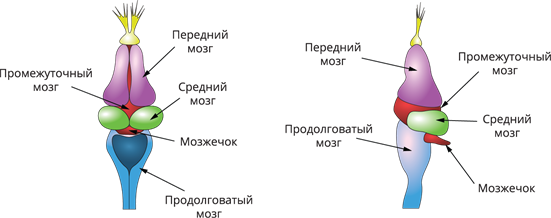 Передний
мозг
Промежуточный
мозг
Средний
мозг
Мозжечок
Продолговатый
мозг
Передний
мозг
Промежуточный
мозг
Средний
мозг
Продолговатый
мозг
Мозжечок